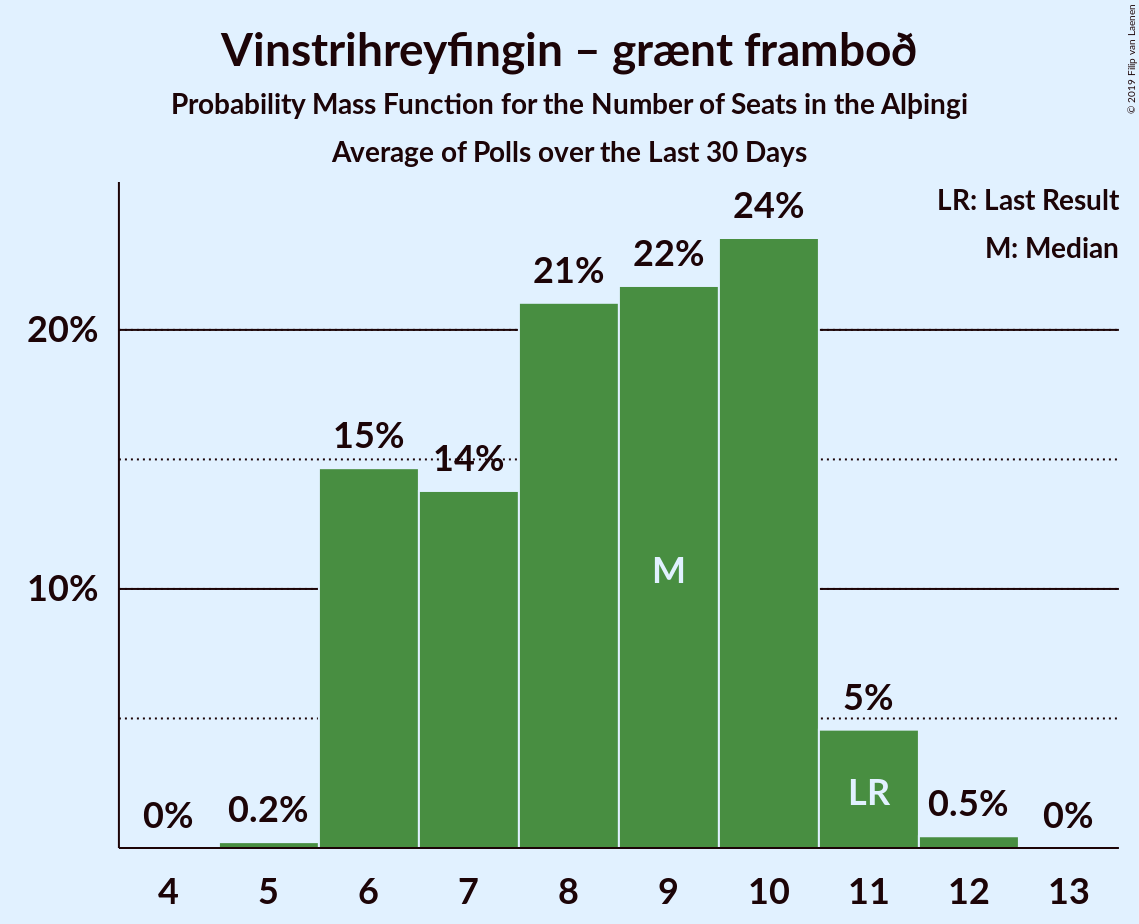 Vinstrihreyfingin – grænt framboð
Probability Mass Function for the Number of Seats in the Alþingi
Average of Polls over the Last 30 Days
© 2019 Filip van Laenen
LR: Last Result
M: Median
24%
22%
21%
20%
15%
14%
10%
M
5%
LR
0%
0.2%
0.5%
0%
4 5 6 7 8 9 10 11 12 13